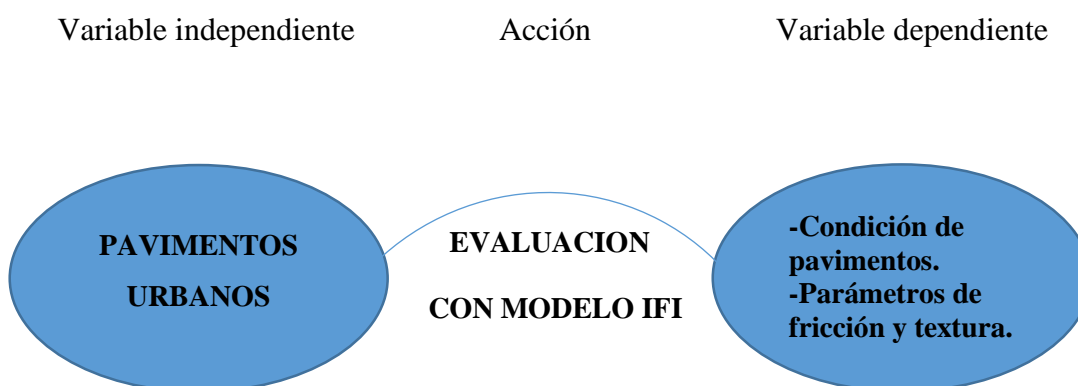 Variable independiente
Acción
Variable dependiente
PAVIMENTOS
URBANOS
EVALUACION
CON MODELO IFI
-Condición de
pavimentos.
-Parámetros de
fricción y textura.